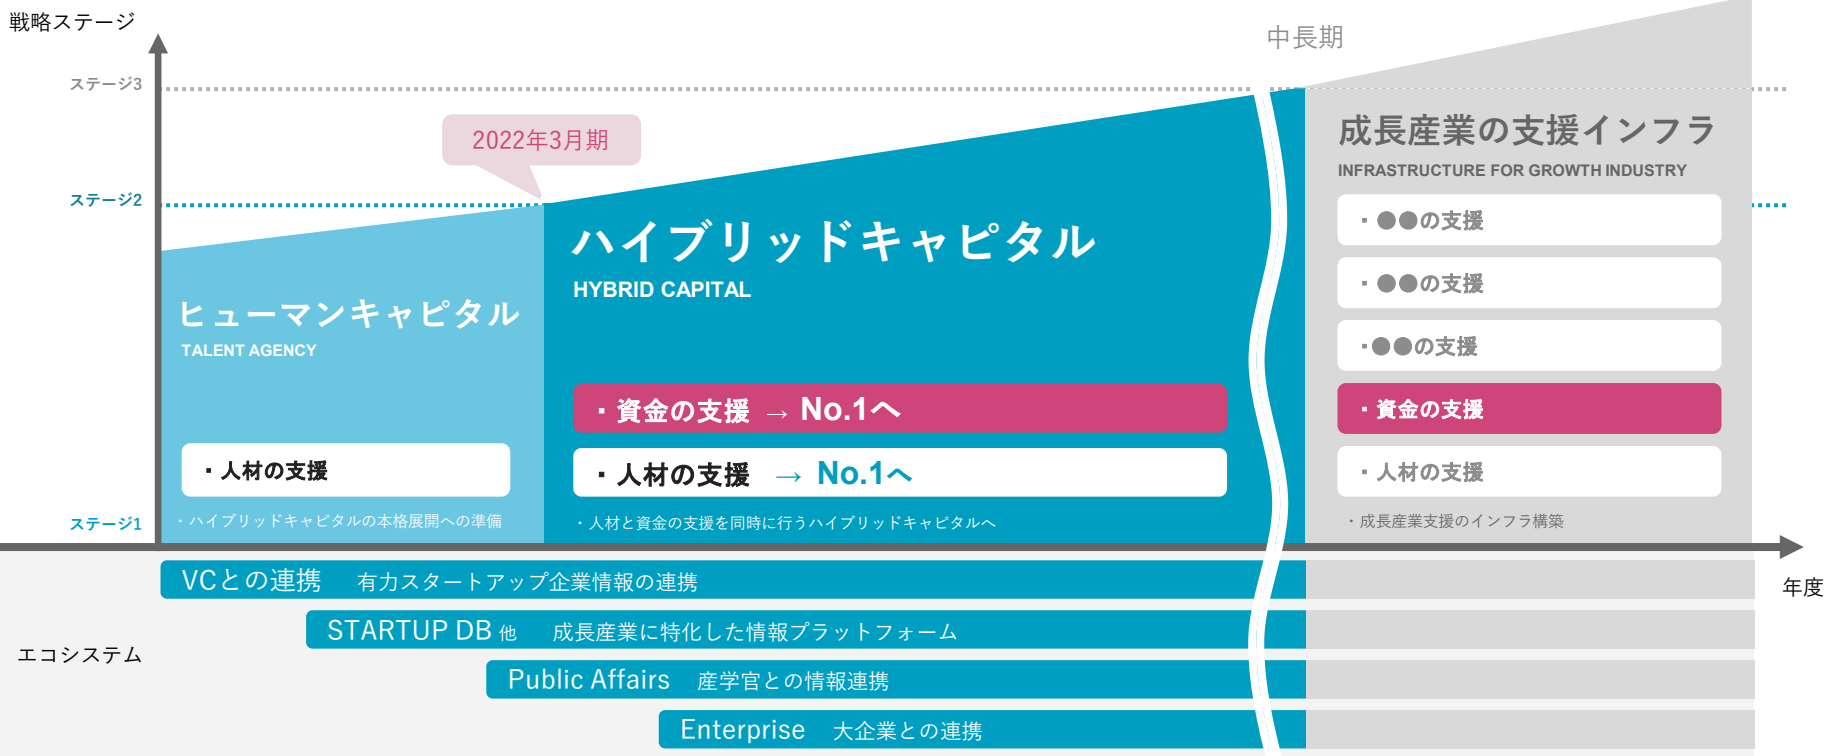 戦略ステージ
中長期
ステージ3
2022年3月期
ステージ2
ステージ1
ヒューマンキャピタル
TALENT AGENCY
・人材の支援
・ハイブリッドキャピタルの本格展開への準備
ハイブリッドキャピタル
HYBRID CAPITAL
・資金の支援 → No.1へ
・人材の支援 → No.1へ
・人材と資金の支援を同時に行うハイブリッドキャピタルへ
成長産業の支援インフラ
INFRASTRUCTURE FOR GROWTH INDUSTRY
・●●の支援
・●●の支援
・●●の支援
・資金の支援
・人材の支援
・成長産業支援のインフラ構築
年度
エコシステム
VCとの連携 有力スタートアップ企業情報の連携
STARTUP DB 他 成長産業に特化した情報プラットフォーム
Public Affairs 産学官との情報連携
Enterprise 大企業との連携